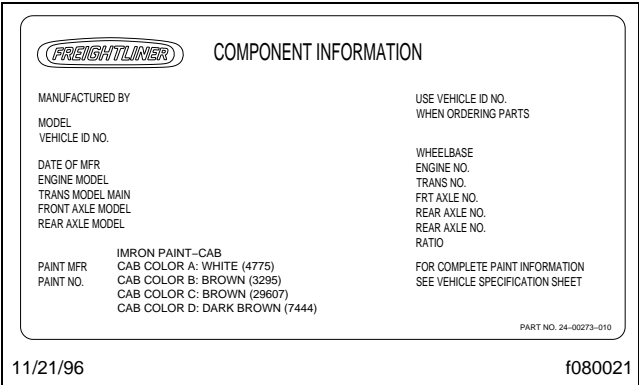 FREIGHTLINER
COMPONENT INFORMATION
MANUFACTURED BY
MODEL
VEHICLE ID NO.
DATE OF MFR
ENGINE MODEL
TRANS MODEL MAIN
FRONT AXLE MODEL
REAR AXLE MODEL
USE VEHICLE ID NO.
WHEN ORDERING PARTS
WHEELBASE
ENGINE NO.
TRANS NO.
FRT AXLE NO.
REAR AXLE NO.
REAR AXLE NO.
RATIO
IMRON PAINT−CAB
PAINT MFR CAB COLOR A: WHITE (4775)
PAINT NO. CAB COLOR B: BROWN (3295)
CAB COLOR C: BROWN (29607)
CAB COLOR D: DARK BROWN (7444)
FOR COMPLETE PAINT INFORMATION
SEE VEHICLE SPECIFICATION SHEET
PART NO. 24−00273−010
11/21/96
f080021